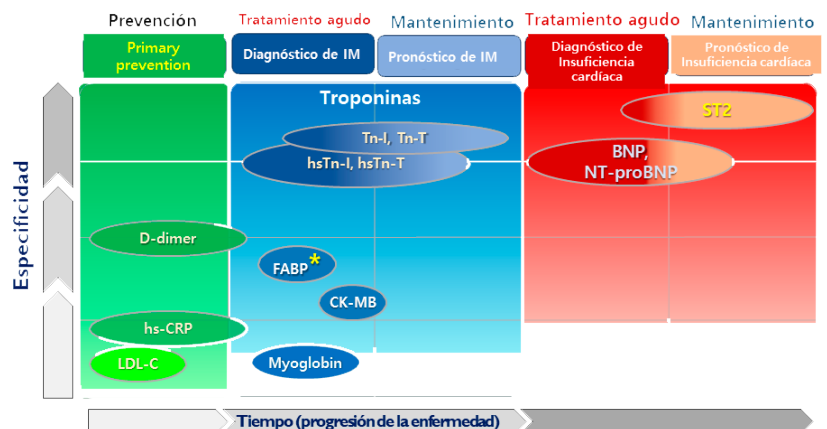 Prevención
Tratamiento agudo
Mantenimiento
Tratamiento agudo
Mantenimiento
Primary
prevention
Diagnóstico de IM
Pronóstico de IM
Diagnóstico de
Insuficiencia
cardíaca
Pronóstico de
Insuficiencia cardíaca
Troponinas
ST2
Tn-I, Tn-T
hsTn-I, hsTn-T
BNP,
NT-proBNP
D-dimer
FABP*
CK-MB
hs-CRP
LDL-C
Myoglobin
Especificidad
Tiempo (progresión de la enfermedad)